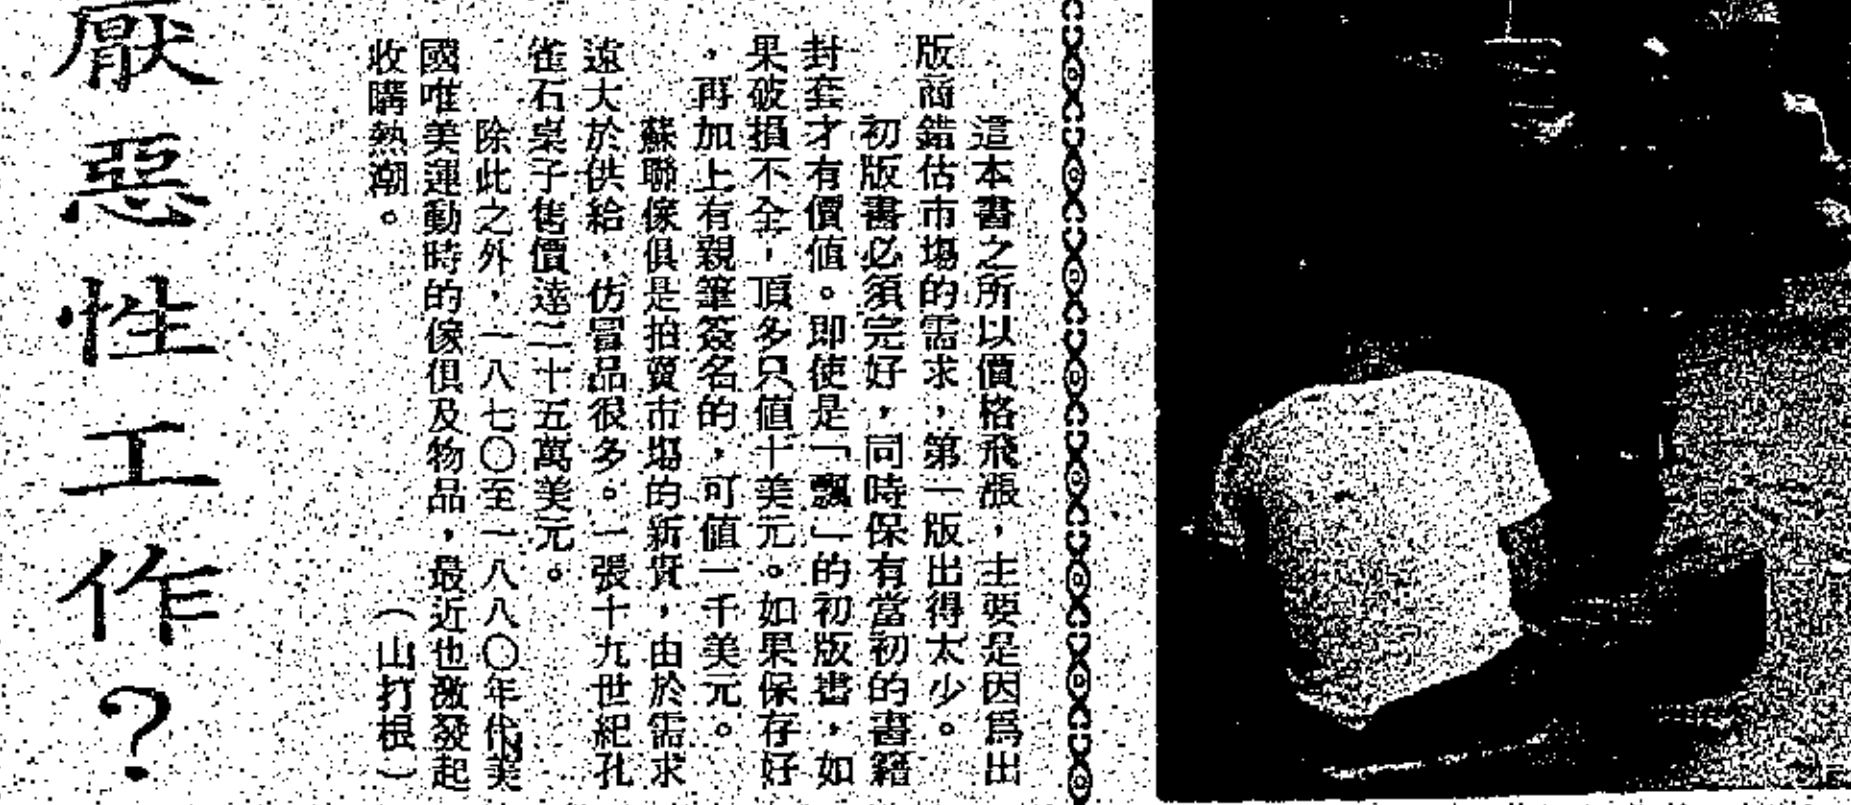 這本書之所以價格飛漲，主要是因為出
版商錯估市場的需求，第一版出得太少。
初版書必須完好，同時保有當初的書籍
封套才有價值。即使是「飄」的初版書，如
果破損不全，頂多只值十美元。如果保存好
，再加上有親筆簽名的，可值一千美元。
蘇聯傢俱是拍賣市場的新貴，由於需求
遠大於供給，仿冒品很多。一張十九世紀孔
雀石桌子售價達二十五萬美元。
除此之外，一八七〇至一八八〇年代美
國唯美運動時的傢俱及物品，最近也激發起
收購熱潮。（山打根）
厭惡性工作？